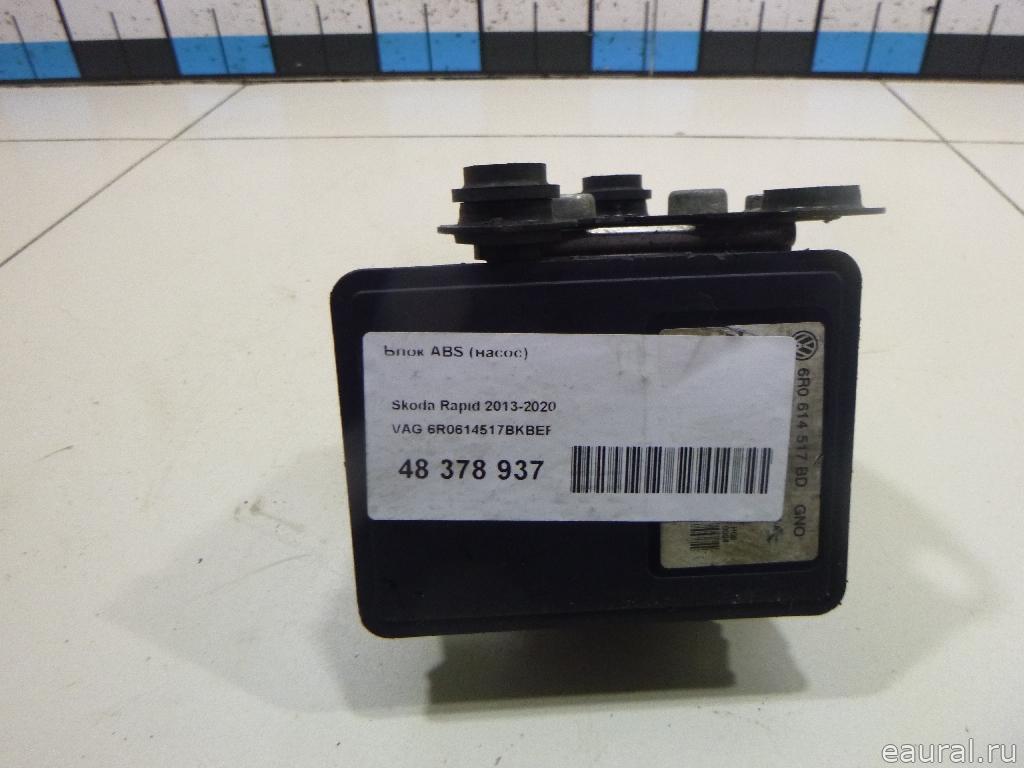 Блок ABS (насос)
Skoda Rapid 2013-2020
VAG 6R0614517BKBEF
48 378 937
6R0 614 517 BD GNO
eaural.ru